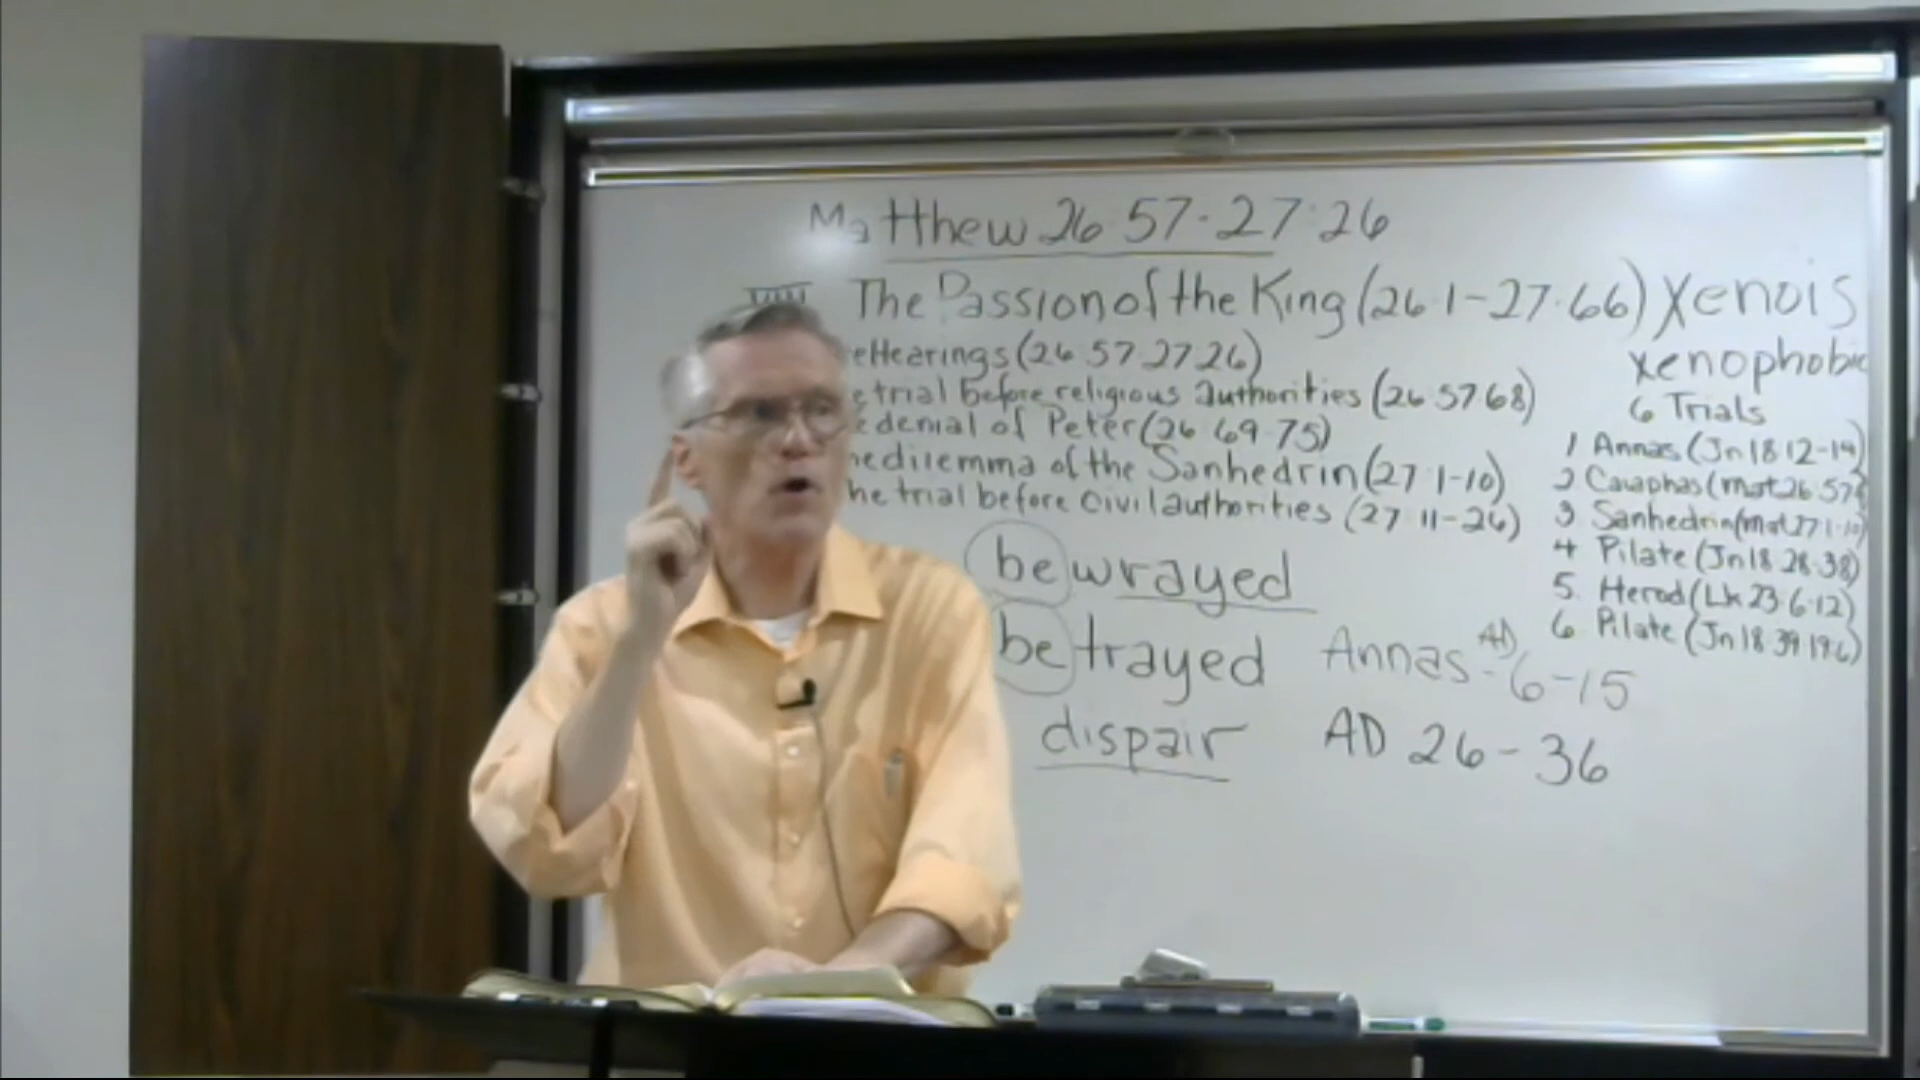 Matthew 26:57-27:26
VIII The Passion of the King (26:1-27:66)
eHearings (26:57-27:26)
e trial before religious authorities (26:57-68)
e denial of Peter (26:69-75)
he dilemma of the Sanhedrin (27:1-10)
he trial before civil authorities (27:11-26)
bewrayed
betrayed
dispair
Annas AD 6-15
AD 26-36
Xenois
xenophobic
6 Trials
1 Annas (Jn 18:12-14)
2 Caiaphas (Mat 26:57
3 Sanhedrin (Mat 27:1-10)
4 Pilate (Jn 18:28-38)
5. Herod (Lk 23:6-12)
6 Pilate (Jn 18:39-19:6)